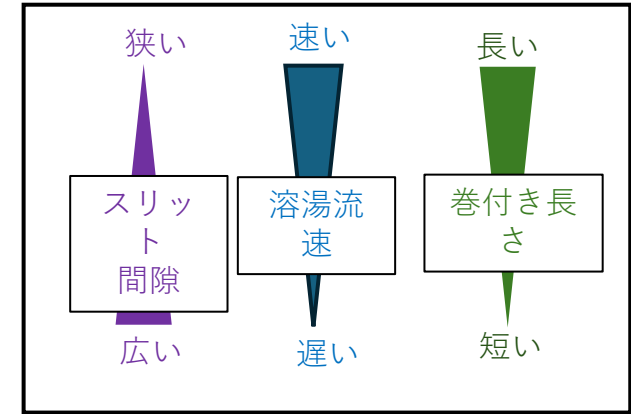 狭い
速い
長い
スリッ
ト
間隙
溶湯流
速
巻付き長
さ
広い
遅い
短い